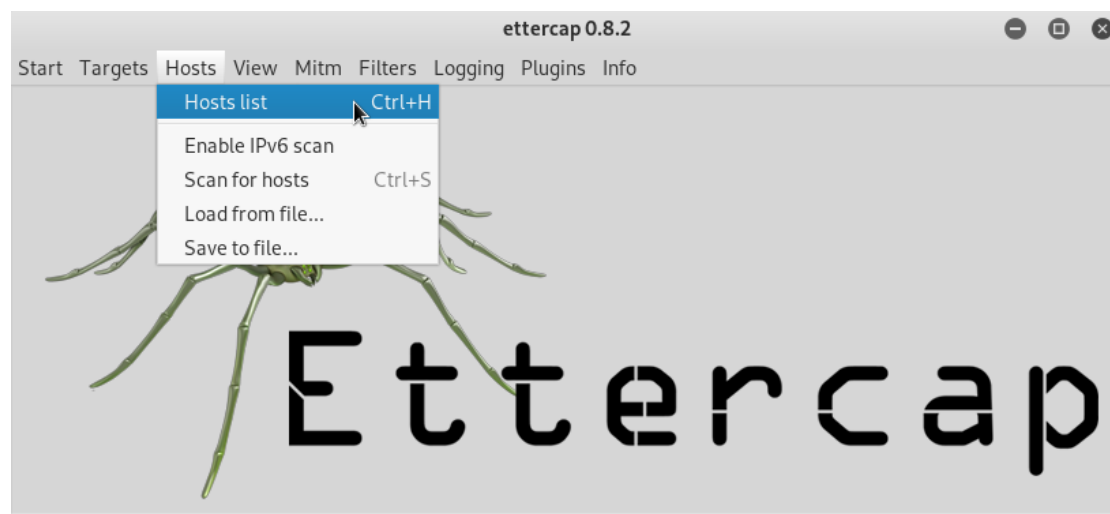 ettercap 0.8.2
Start Targets Hosts View Mitm Filters Logging Plugins Info
Hosts list Ctrl+H
Enable IPv6 scan
Scan for hosts Ctrl+S
Load from file...
Save to file...
Ettercap